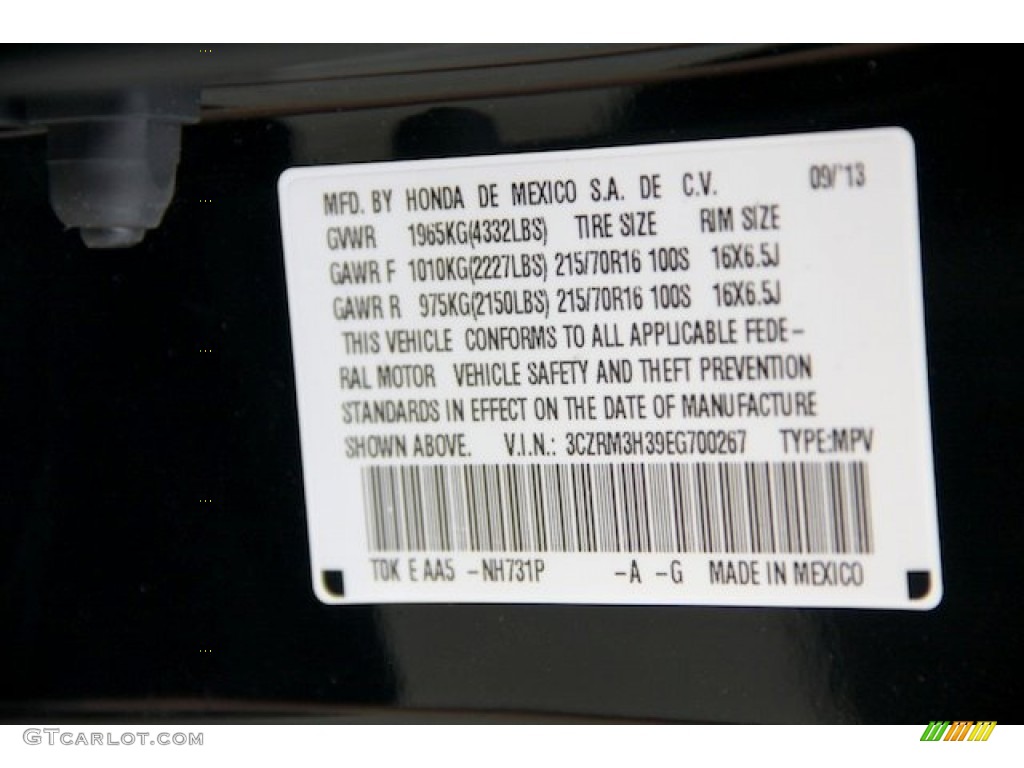 MFD. BY HONDA DE MEXICO S.A. DE C.V. 09/'13
GVWR 1965KG(4332LBS) TIRE SIZE RIM SIZE
GAWR F 1010KG(2227LBS) 215/70R16 100S 16X6.5J
GAWR R 975KG(2150LBS) 215/70R16 100S 16X6.5J
THIS VEHICLE CONFORMS TO ALL APPLICABLE FEDE-
RAL MOTOR VEHICLE SAFETY AND THEFT PREVENTION
STANDARDS IN EFFECT ON THE DATE OF MANUFACTURE
SHOWN ABOVE. V.I.N.: 3CZRM3H39EG700267 TYPE:MPV
T0K E AA5 -NH731P -A -G MADE IN MEXICO
GTCARLOT.COM